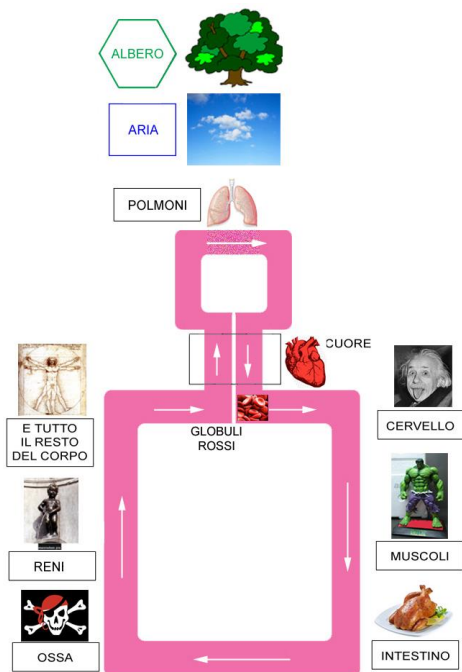 ALBERO
ARIA
POLMONI
CUORE
E TUTTO
IL RESTO
DEL CORPO
GLOBULI
ROSSI
CERVELLO
RENI
MUSCOLI
OSSA
INTESTINO